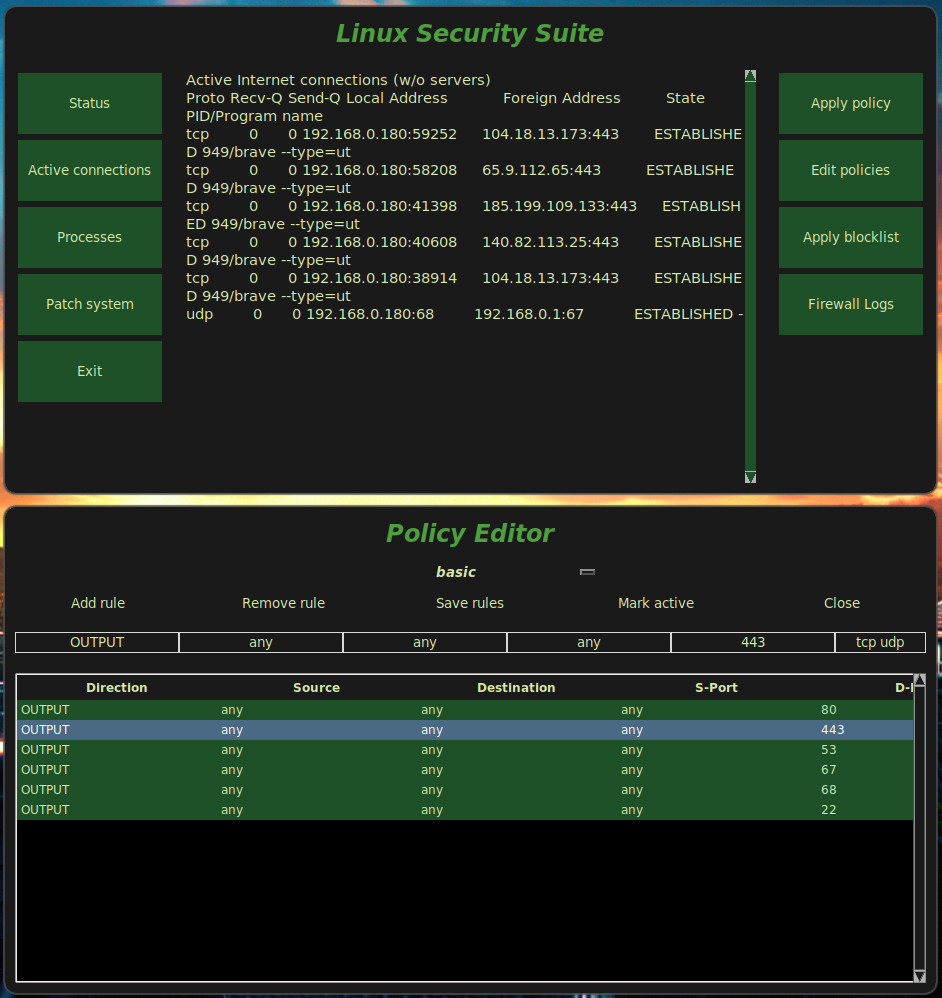 Linux Security Suite
Status
Active connections
Processes
Patch system
Exit
Active Internet connections (w/o servers)
Proto Recv-Q Send-Q Local Address Foreign Address State
PID/Program name
tcp 0 0 192.168.0.180:59252 104.18.13.173:443 ESTABLISHE
D 949/brave --type=ut
tcp 0 0 192.168.0.180:58208 65.9.112.65:443 ESTABLISHE
D 949/brave --type=ut
tcp 0 0 192.168.0.180:41398 185.199.109.133:443 ESTABLISH
ED 949/brave --type=ut
tcp 0 0 192.168.0.180:40608 140.82.113.25:443 ESTABLISHE
D 949/brave --type=ut
tcp 0 0 192.168.0.180:38914 104.18.13.173:443 ESTABLISHE
D 949/brave --type=ut
udp 0 0 192.168.0.180:68 192.168.0.1:67 ESTABLISHED -
Apply policy
Edit policies
Apply blocklist
Firewall Logs
Policy Editor
basic
Add rule Remove rule Save rules Mark active Close
OUTPUT any any any 443 tcp udp
Direction Source Destination S-Port D-
OUTPUT any any any 80
OUTPUT any any any 443
OUTPUT any any any 53
OUTPUT any any any 67
OUTPUT any any any 68
OUTPUT any any any 22